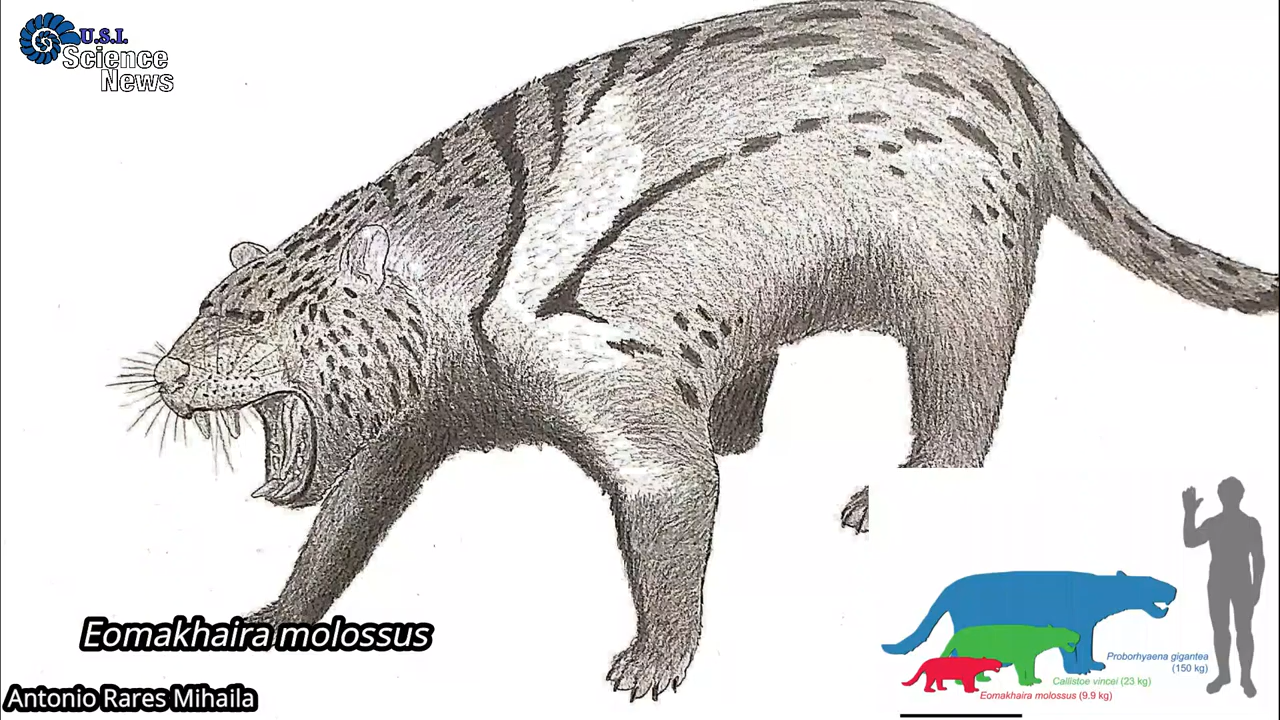 U.S.I.
Science
News
Eomakhaira molossus
Antonio Rares Mihaila
Proborhyaena gigantea
(150 kg)
Callistoe vincei (23 kg)
Eomakhaira molossus (9.9 kg)